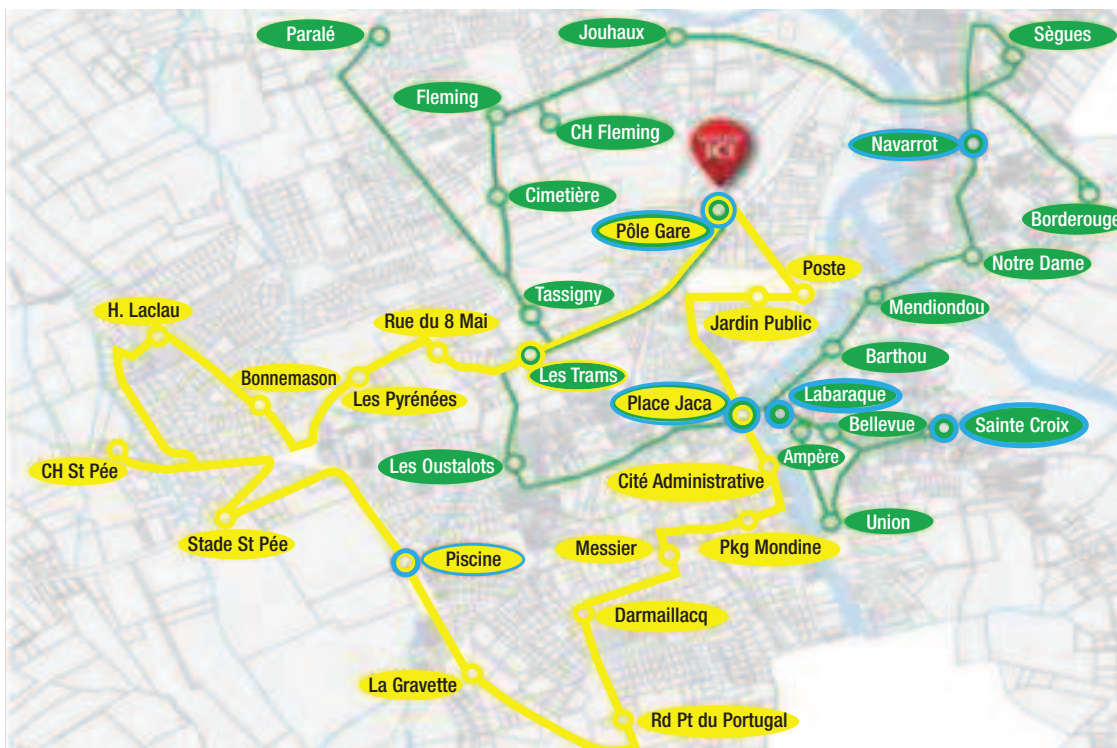 Paralé
Jouhaux
Sègues
Fleming
CH Fleming
ICI
Navarrot
Cimetière
Borderouge
Pôle Gare
Notre Dame
Poste
Tassigny
Mendiondou
H. Laclau
Rue du 8 Mai
Jardin Public
Barthou
Bonnemason
Les Trams
Les Pyrénées
Place Jaca
Labaraque
Bellevue
Sainte Croix
CH St Pée
Les Oustalots
Ampère
Cité Administrative
Union
Stade St Pée
Messier
Pkg Mondine
Piscine
Darmaillacq
La Gravette
Rd Pt du Portugal